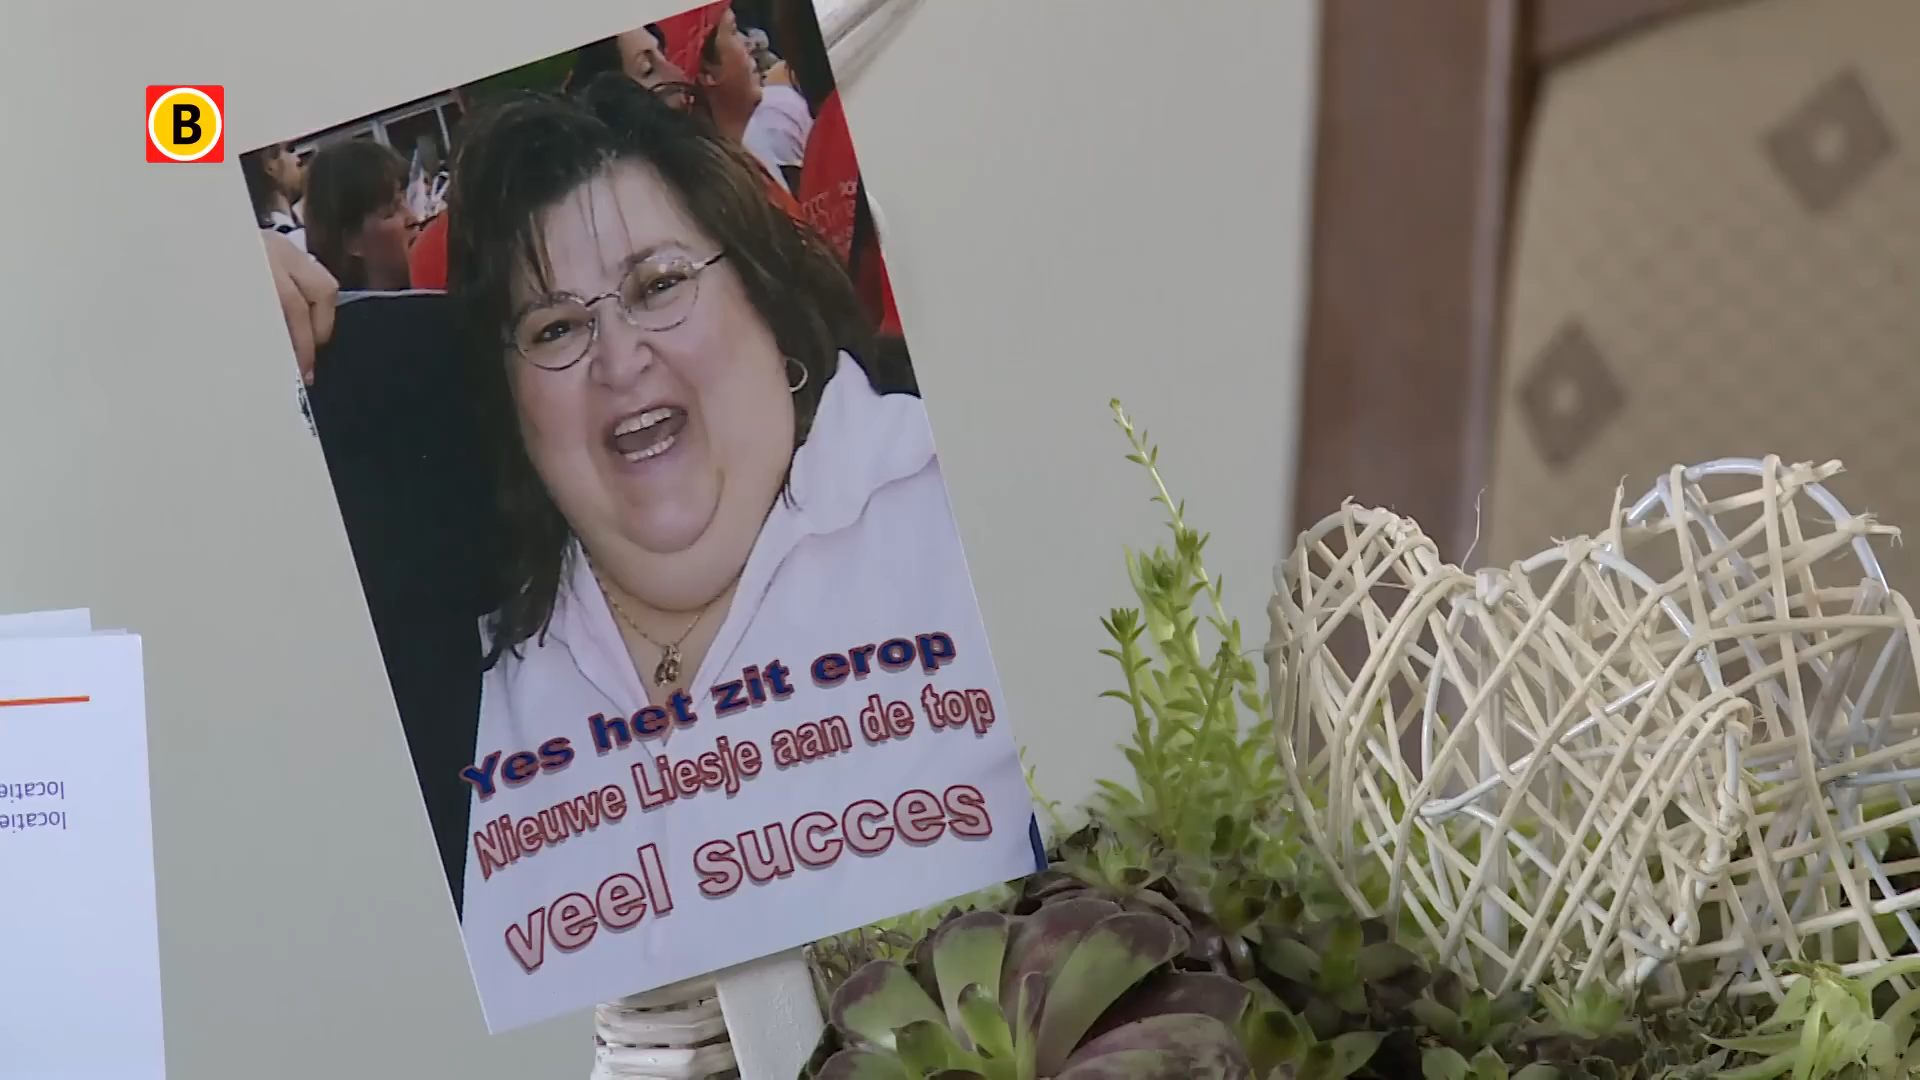 B
Yes het zit erop
Nieuwe Liesje aan de top
veel succes
locatie
locatie